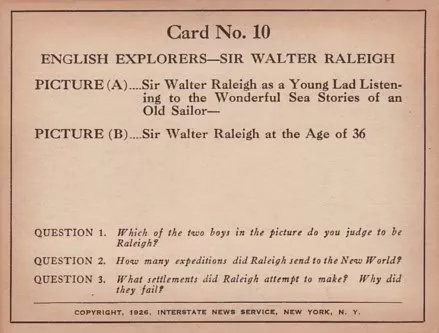 Card No. 10
ENGLISH EXPLORERS—SIR WALTER RALEIGH
PICTURE (A)....Sir Walter Raleigh as a Young Lad Listen-
ing to the Wonderful Sea Stories of an
Old Sailor—
PICTURE (B)....Sir Walter Raleigh at the Age of 36
QUESTION 1. Which of the two boys in the picture do you judge to be
Raleigh?
QUESTION 2. How many expeditions did Raleigh send to the New World?
QUESTION 3. What settlements did Raleigh attempt to make? Why did
they fail?
COPYRIGHT, 1926, INTERSTATE NEWS SERVICE, NEW YORK, N. Y.